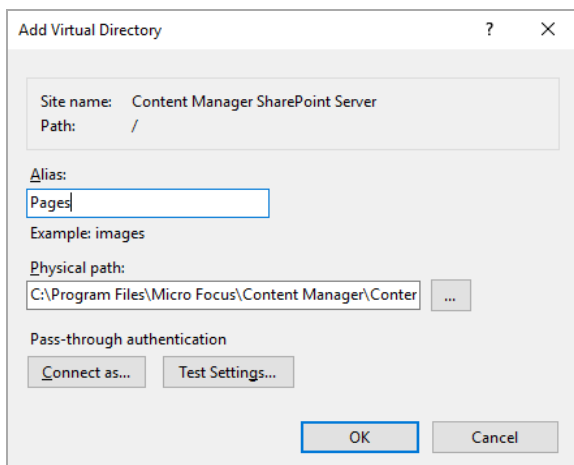 Add Virtual Directory ?
Site name: Content Manager SharePoint Server
Path: /
Alias:
Pages
Example: images
Physical path:
C:\Program Files\Micro Focus\Content Manager\Conter ...
Pass-through authentication
Connect as... Test Settings...
OK Cancel